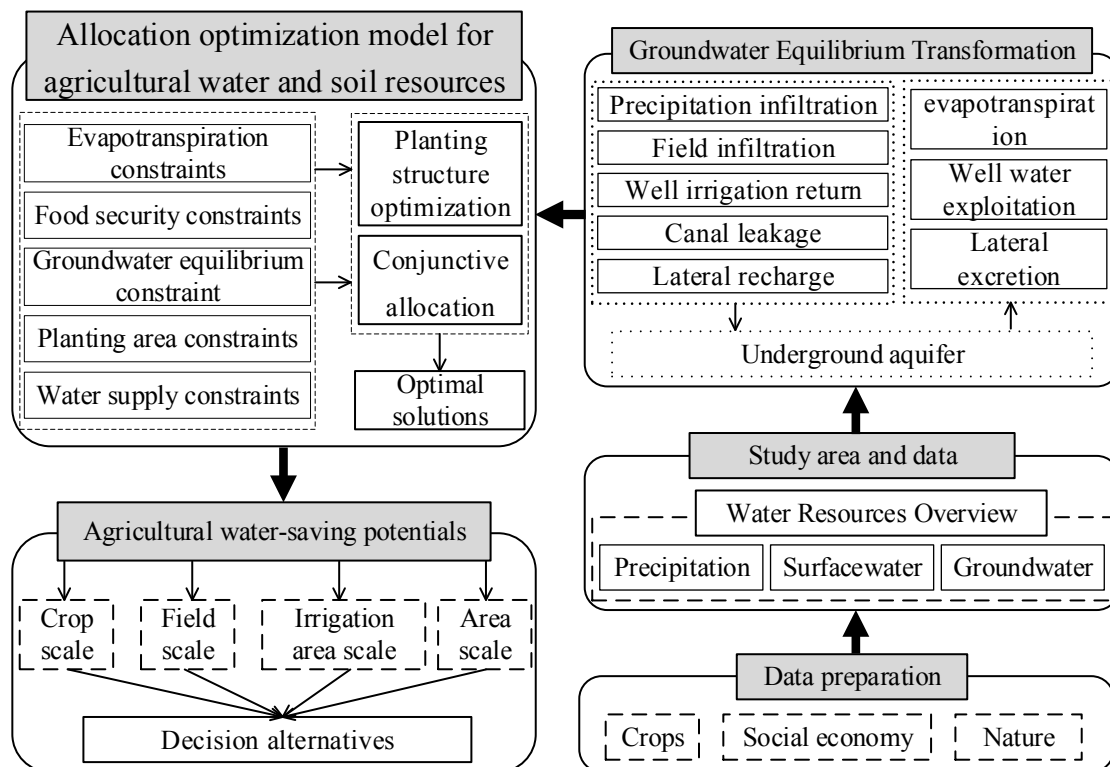 Allocation optimization model for
agricultural water and soil resources
Evapotranspiration
constraints
Food security constraints
Groundwater equilibrium
constraint
Planting area constraints
Water supply constraints
Planting
structure
optimization
Conjunctive
allocation
Optimal
solutions
Groundwater Equilibrium Transformation
Precipitation infiltration
Field infiltration
Well irrigation return
Canal leakage
Lateral recharge
evapotranspirat
ion
Well water
exploitation
Lateral
excretion
Underground aquifer
Study area and data
Water Resources Overview
Precipitation
Surfacewater
Groundwater
Data preparation
Crops
Social economy
Nature
Agricultural water-saving potentials
Crop
scale
Field
scale
Irrigation
area scale
Area
scale
Decision alternatives